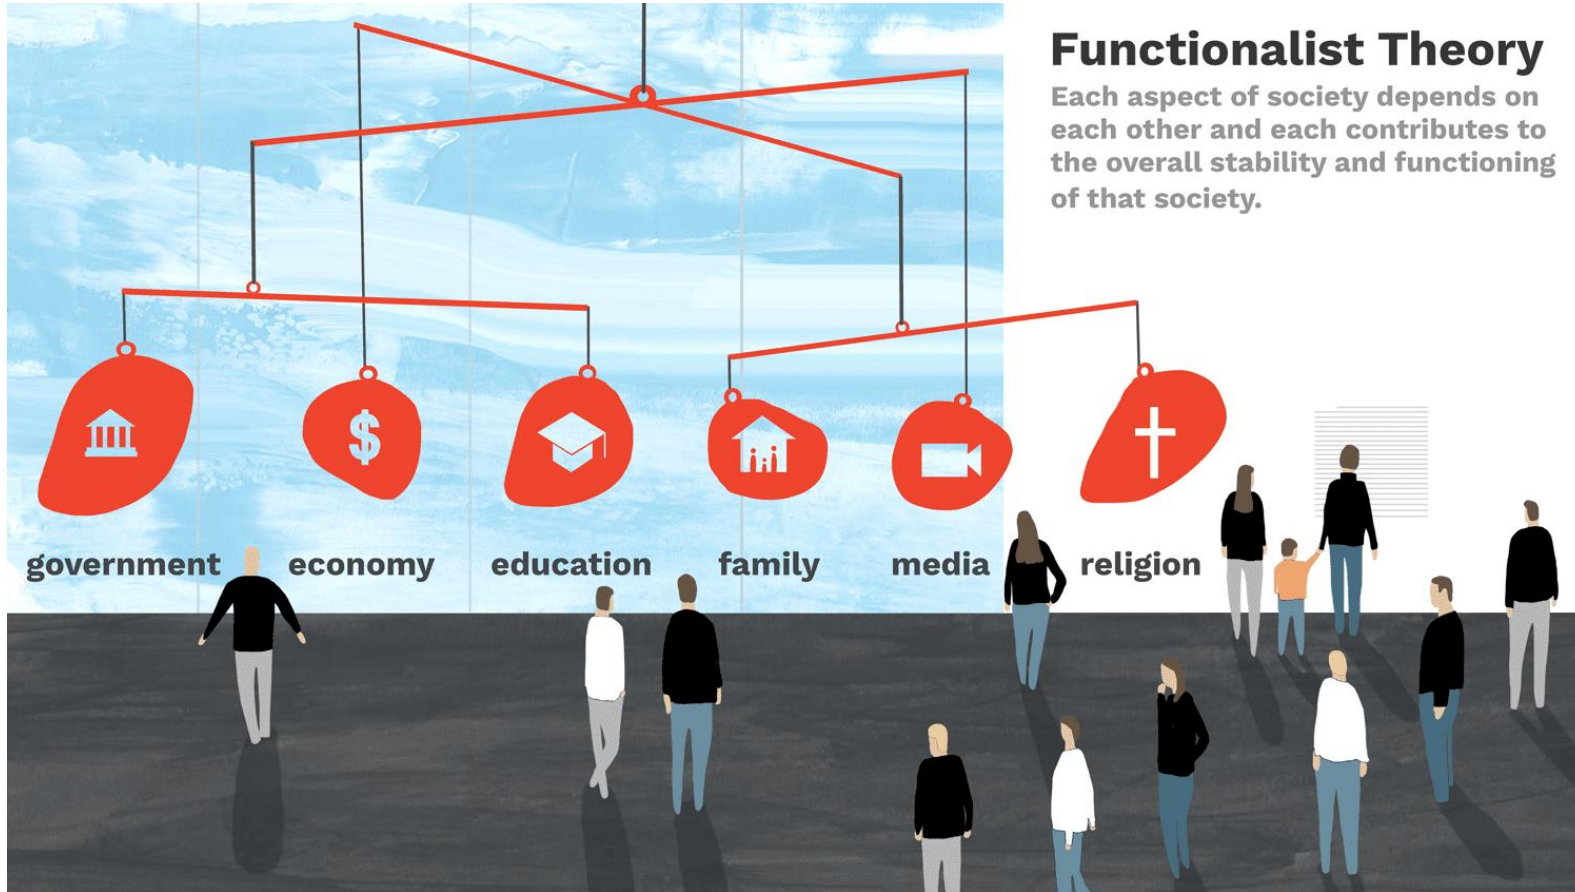 Functionalist Theory
Each aspect of society depends on
each other and each contributes to
the overall stability and functioning
of that society.
$
government economy education family media religion